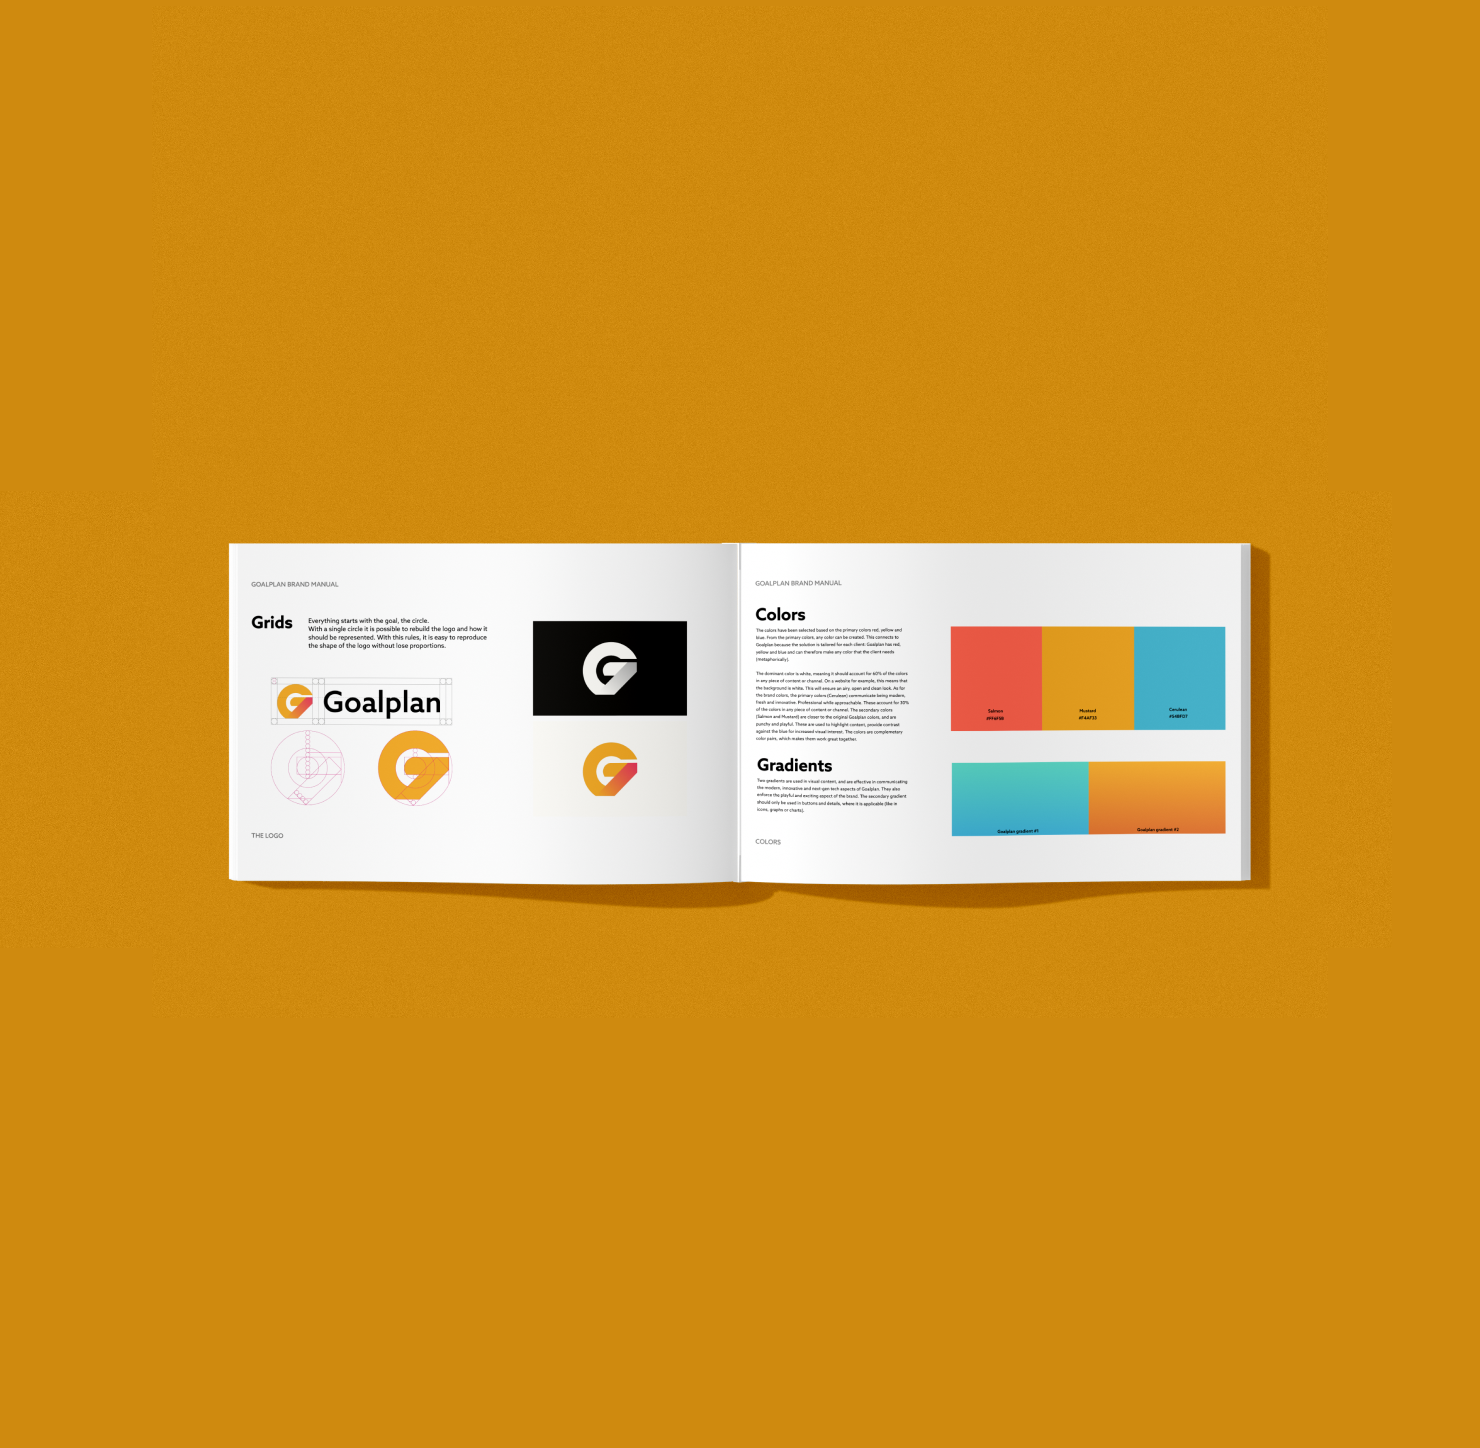 GOALPLAN BRAND MANUAL
Grids
Everything starts with the goal, the circle.
With a single circle it is possible to rebuild the logo and how it
should be represented. With this rules, it is easy to reproduce
the shape of the logo without lose proportions.
Goalplan
THE LOGO
GOALPLAN BRAND MANUAL
Colors
The colors have been selected based on the primary colors red, yellow and
blue. From the primary colors, any color can be created. This connects to
Goalplan because the solution is tailored for each client: Goalplan has red,
yellow and blue and can therefore make any color that the client needs
(metaphorically).
The dominant color is white, meaning it should account for 60% of the colors
in any piece of content or channel. On a website for example, this means that
the background is white. This will ensure an airy, open and clean look. As for
the brand colors, the primary colors (Cerulean) communicate being modern,
fresh and innovative. Professional while approachable. These account for 30%
of the colors in any piece of content or channel. The secondary colors
(Salmon and Mustard) are closer to the original Goalplan colors, and are
punchy and playful. These are used to highlight content, provide contrast
against the blue for increased visual interest. The colors are complemetary
color pairs, which makes them work great together.
Salmon
Mustard
#F4AF23
Cerulean
#54BFD7
Gradients
Two gradients are used in visual content, and are effective in communicating
the modern, innovative and next-gen tech aspects of Goalplan. They also
enforce the playful and exciting aspect of the brand. The secondary gradient
should only be used in buttons and details, where it is applicable (like in
icons, graphs or charts).
Goalplan gradient #1
Goalplan gradient #2
COLORS